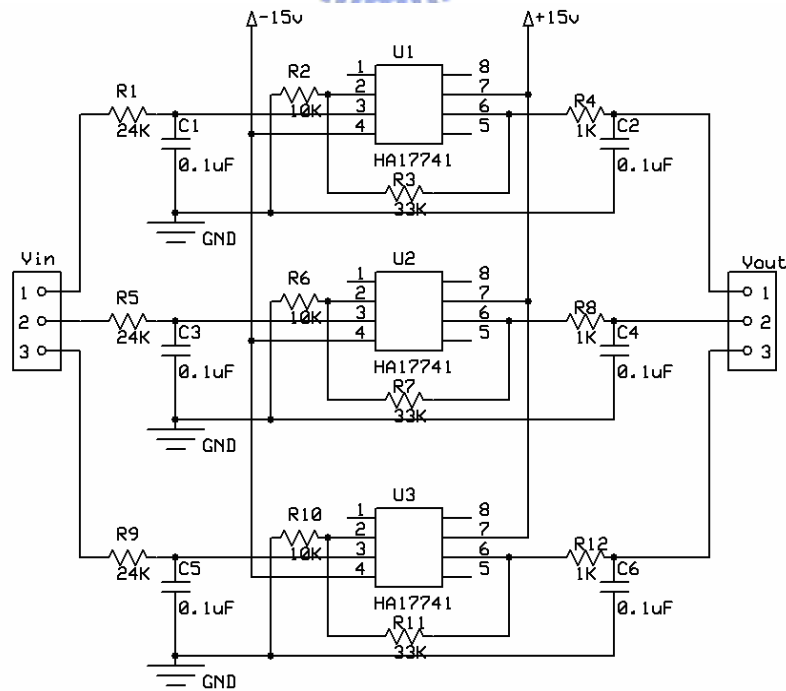 -15v
+15v
U1
R1
24K
C1
0.1uF
R2
10K
1
2
3
4
8
7
6
5
HA17741
R3
33K
R4
1K
C2
0.1uF
GND
Vin
1
2
3
R5
24K
C3
0.1uF
U2
R6
10K
1
2
3
4
8
7
6
5
HA17741
R7
33K
R8
1K
C4
0.1uF
GND
Vout
1
2
3
U3
R9
24K
C5
0.1uF
R10
10K
1
2
3
4
8
7
6
5
HA17741
R11
33K
R12
1K
C6
0.1uF
GND